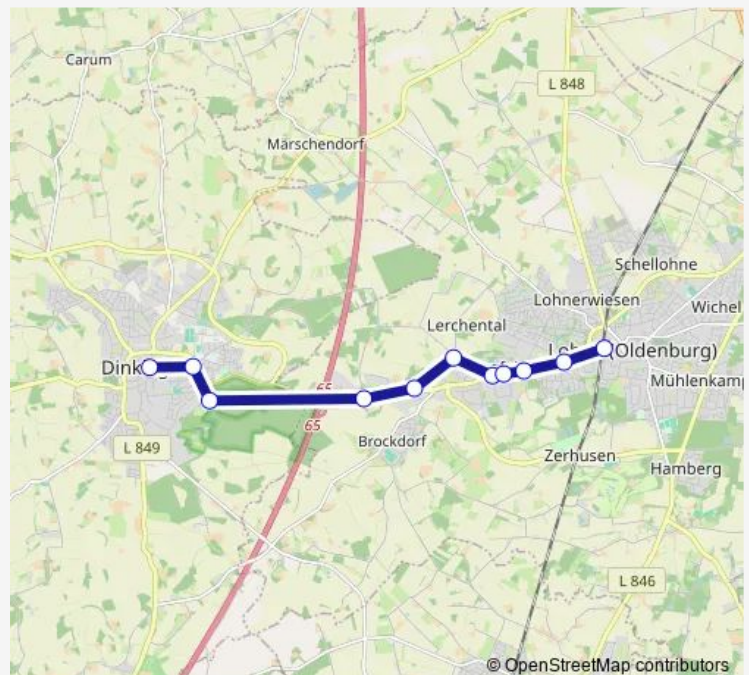 Carum
L 848
Märschendorf
Schellohne
Lohnerwiesen
Wichel
Lerchental
(Oldenburg)
Mühlenkamp
65
65
Brockdorf
L 849
Zerhusen
Hamberg
L 846
© OpenStreetMap contributors